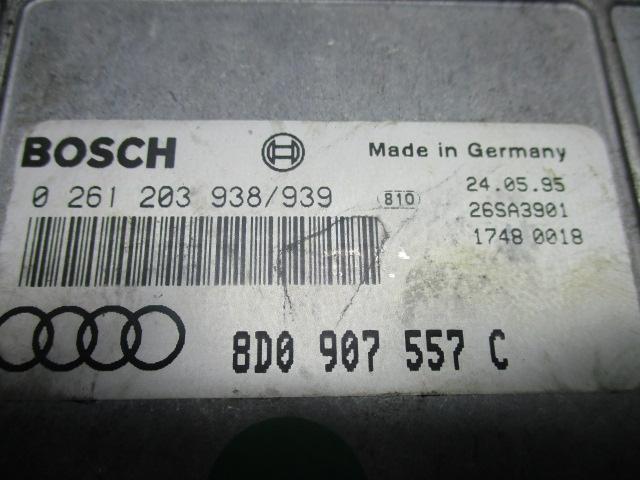 BOSCH
Made in Germany
0 261 203 938/939
810
24.05.95
26SA3901
1748 0018
8D0 907 557 C